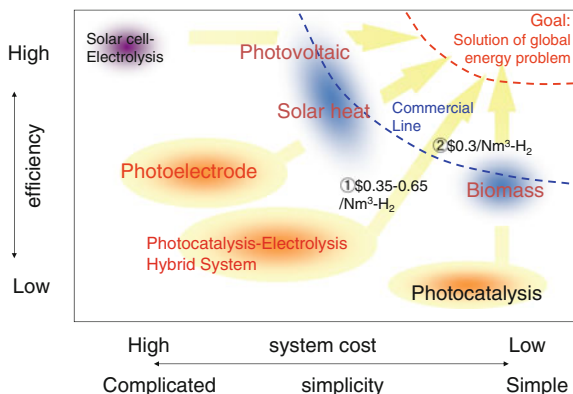 High
Solar cell-
Electrolysis
Photovoltaic
Goal:
Solution of global
energy problem
Solar heat
Commercial
Line
②$0.3/Nm³-H₂
efficiency
Photoelectrode
①$0.35-0.65
/Nm³-H₂
Biomass
Photocatalysis-Electrolysis
Hybrid System
Low
Photocatalysis
High system cost Low
Complicated simplicity Simple